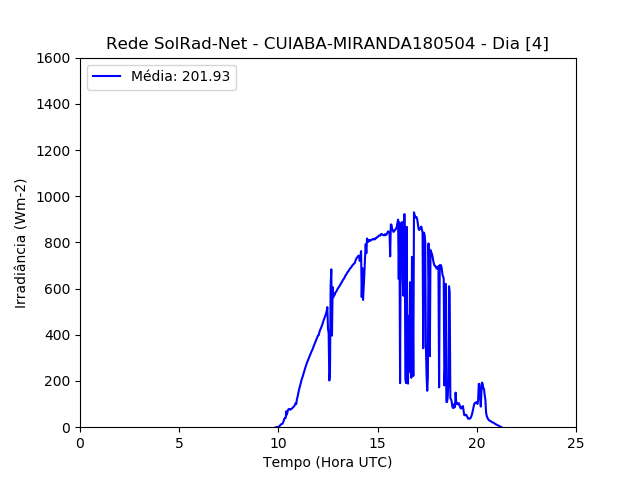 Rede SolRad-Net - CUIABA-MIRANDA180504 - Dia [4]
Média: 201.93
1600
1400
1200
1000
800
600
400
200
0
Irradiância (Wm-2)
0 5 10 15 20 25
Tempo (Hora UTC)